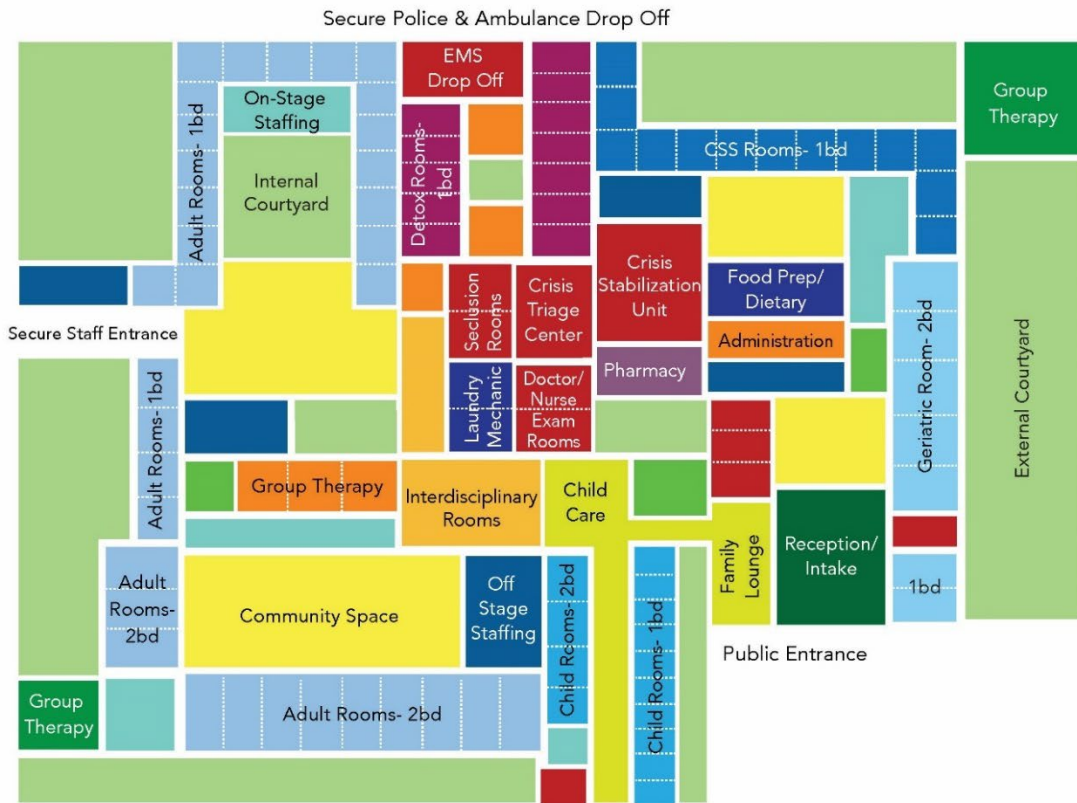 Secure Police & Ambulance Drop Off
EMS
Drop Off
Group
Therapy
On-Stage
Staffing
Adult Rooms- 1bd
Internal
Courtyard
Detox Rooms-
1bd
CSS Rooms- 1bd
Seclusion
Rooms
Crisis
Triage
Center
Crisis
Stabilization
Unit
Food Prep/
Dietary
Administration
Geriatric Room- 2bd
External Courtyard
Secure Staff Entrance
Adult Rooms- 1bd
Laundry
Mechanic
Doctor/
Nurse
Exam
Rooms
Pharmacy
Group Therapy
Interdisciplinary
Rooms
Child
Care
Family
Lounge
Reception/
Intake
1bd
Adult
Rooms-
2bd
Community Space
Off
Stage
Staffing
Child Rooms- 2bd
Child Rooms- 1bd
Public Entrance
Group
Therapy
Adult Rooms- 2bd